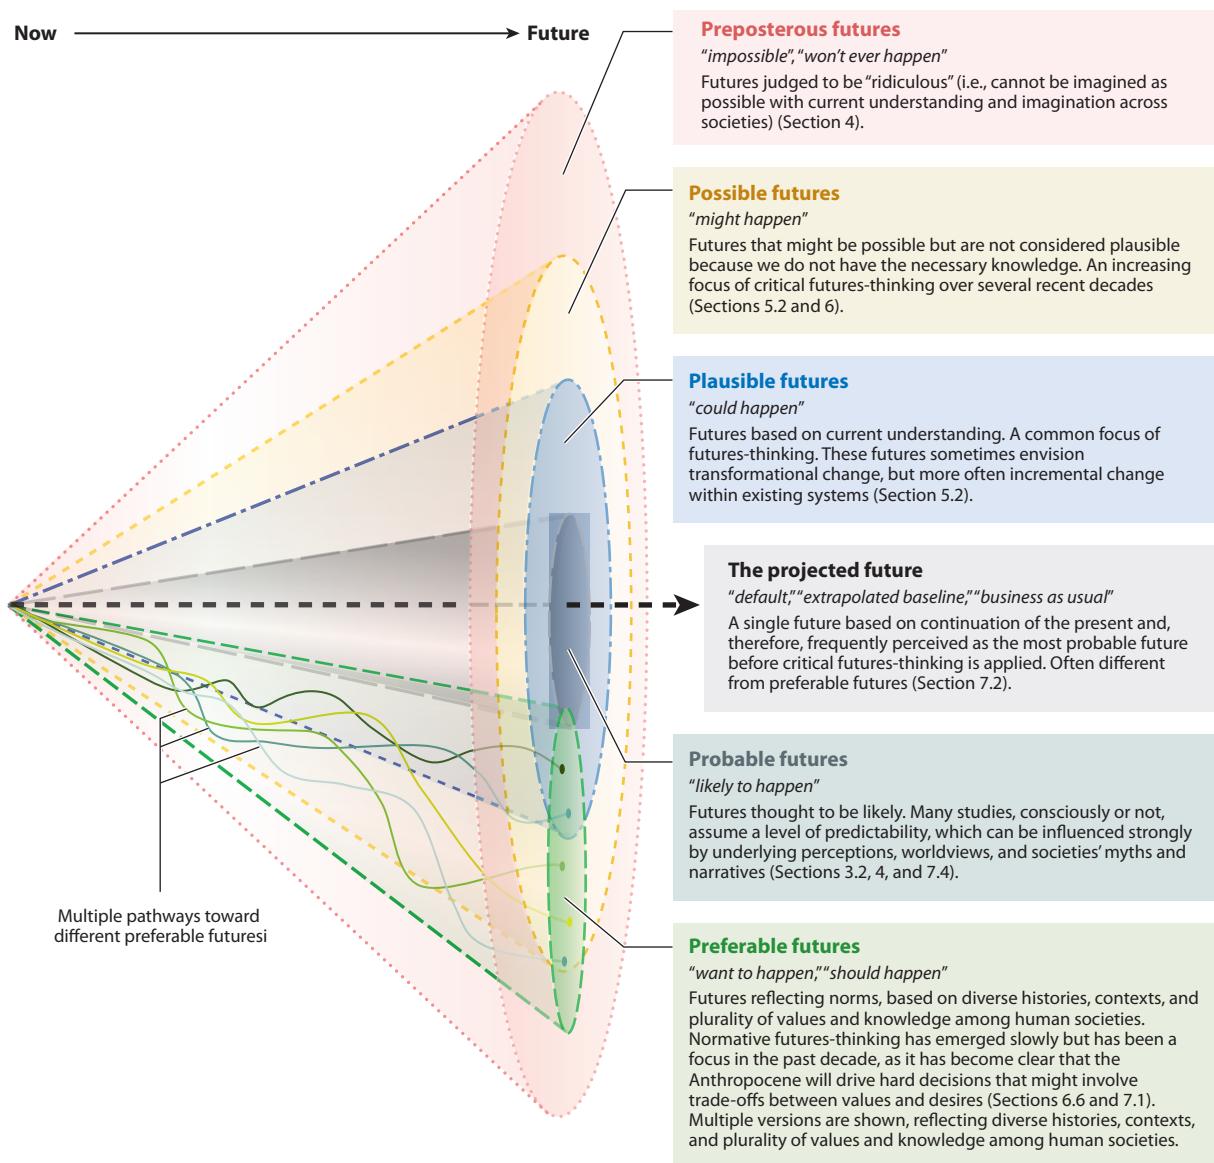 Now
Future
Preposterous futures
“impossible”, “won’t ever happen”
Futures judged to be “ridiculous” (i.e., cannot be imagined as
possible with current understanding and imagination across
societies) (Section 4).
Possible futures
“might happen”
Futures that might be possible but are not considered plausible
because we do not have the necessary knowledge. An increasing
focus of critical futures-thinking over several recent decades
(Sections 5.2 and 6).
Plausible futures
“could happen”
Futures based on current understanding. A common focus of
futures-thinking. These futures sometimes envision
transformational change, but more often incremental change
within existing systems (Section 5.2).
The projected future
“default,” “extrapolated baseline,” “business as usual”
A single future based on continuation of the present and,
therefore, frequently perceived as the most probable future
before critical futures-thinking is applied. Often different
from preferable futures (Section 7.2).
Probable futures
“likely to happen”
Futures thought to be likely. Many studies, consciously or not,
assume a level of predictability, which can be influenced strongly
by underlying perceptions, worldviews, and societies’ myths and
narratives (Sections 3.2, 4, and 7.4).
Multiple pathways toward
different preferable futuresi
Preferable futures
“want to happen,” “should happen”
Futures reflecting norms, based on diverse histories, contexts, and
plurality of values and knowledge among human societies.
Normative futures-thinking has emerged slowly but has been a
focus in the past decade, as it has become clear that the
Anthropocene will drive hard decisions that might involve
trade-offs between values and desires (Sections 6.6 and 7.1).
Multiple versions are shown, reflecting diverse histories, contexts,
and plurality of values and knowledge among human societies.